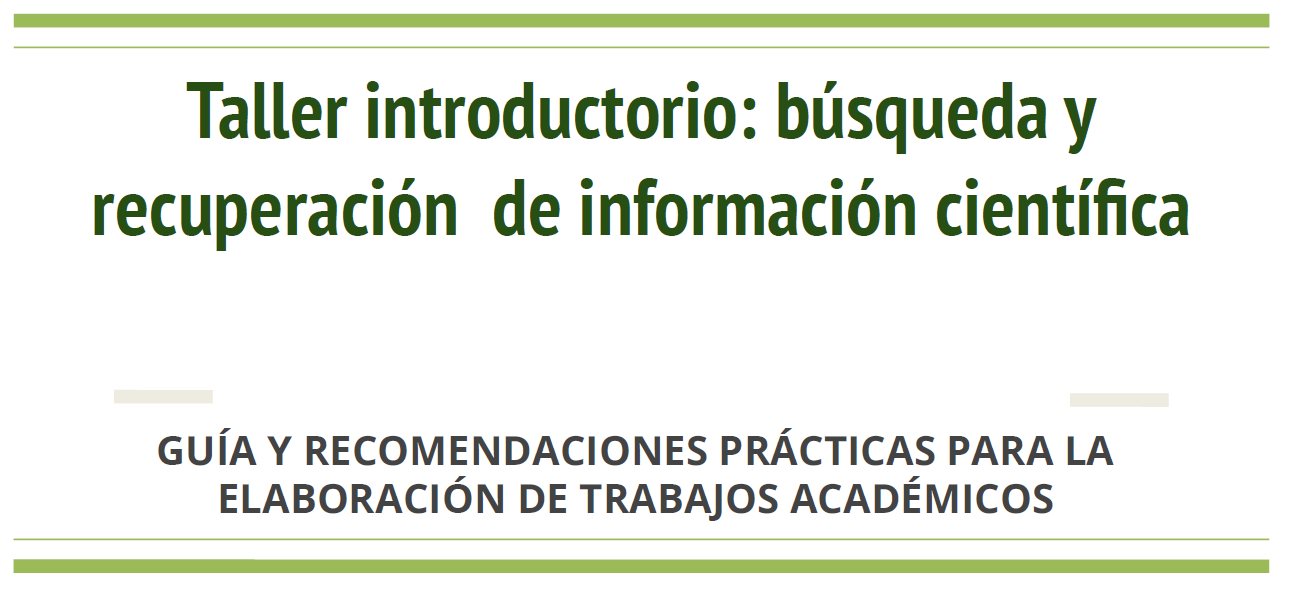 Taller introductorio: búsqueda y
recuperación  de información científica
GUÍA Y RECOMENDACIONES PRÁCTICAS PARA LA
ELABORACIÓN DE TRABAJOS ACADÉMICOS